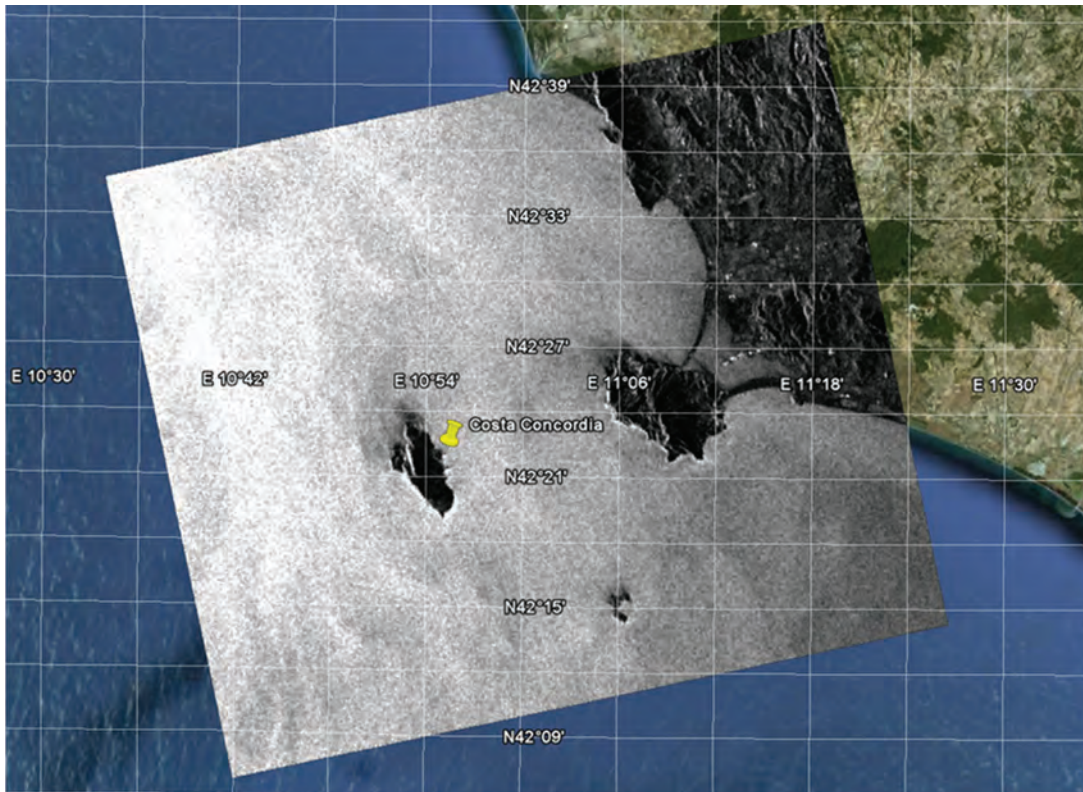 N42°39'
N42°33'
N42°27'
E 10°30'
E 10°42'
E 10°54'
E 11°06'
E 11°18'
E 11°30'
Costa Concordia
N42°21'
N42°15'
N42°09'